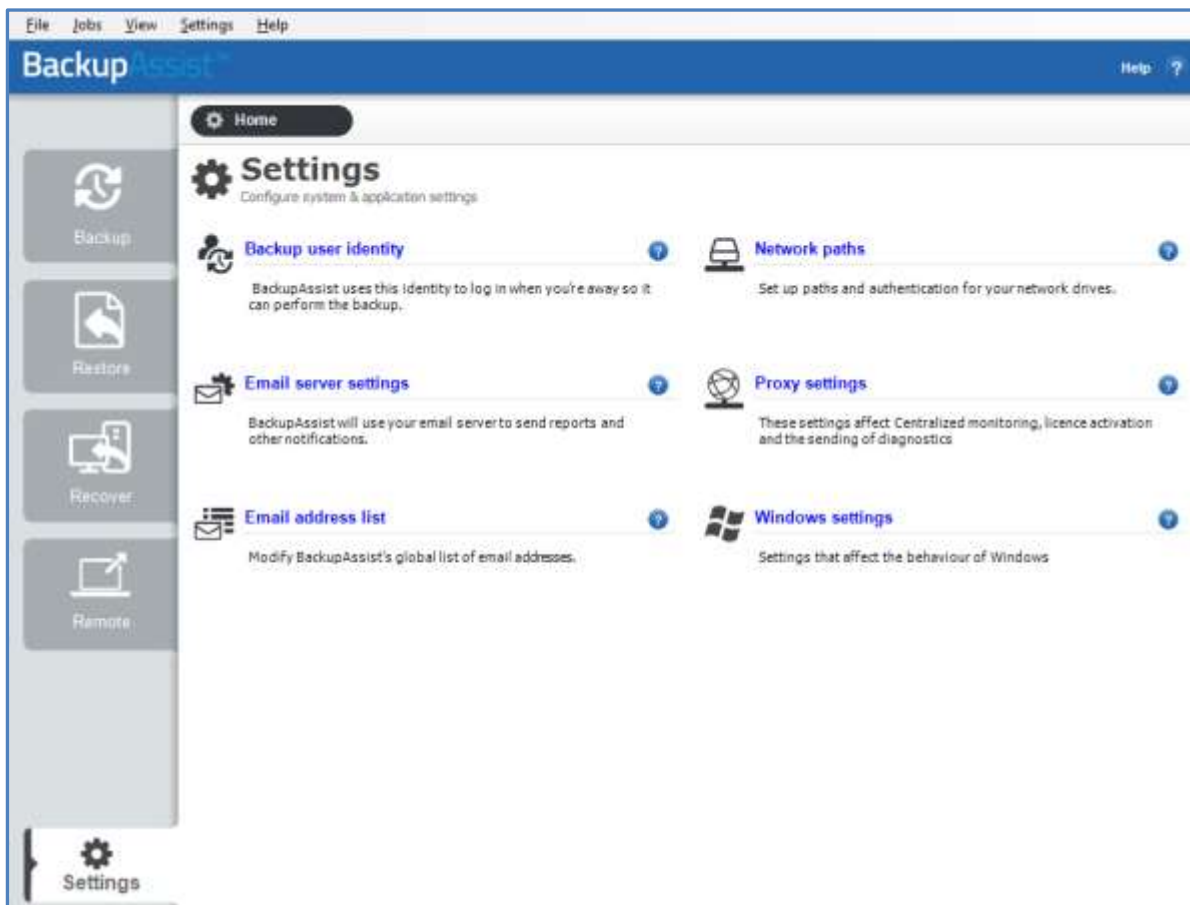 File Jobs View Settings Help
BackupAssist™
Help ?
Home
Settings
Configure system & application settings
Backup
Restore
Recover
Remote
Settings
Backup user identity ?
BackupAssist uses this identity to log in when you're away so it
can perform the backup.
Network paths ?
Set up paths and authentication for your network drives.
Email server settings ?
BackupAssist will use your email server to send reports and
other notifications.
Proxy settings ?
These settings affect Centralized monitoring, licence activation
and the sending of diagnostics
Email address list ?
Modify BackupAssist's global list of email addresses.
Windows settings ?
Settings that affect the behaviour of Windows